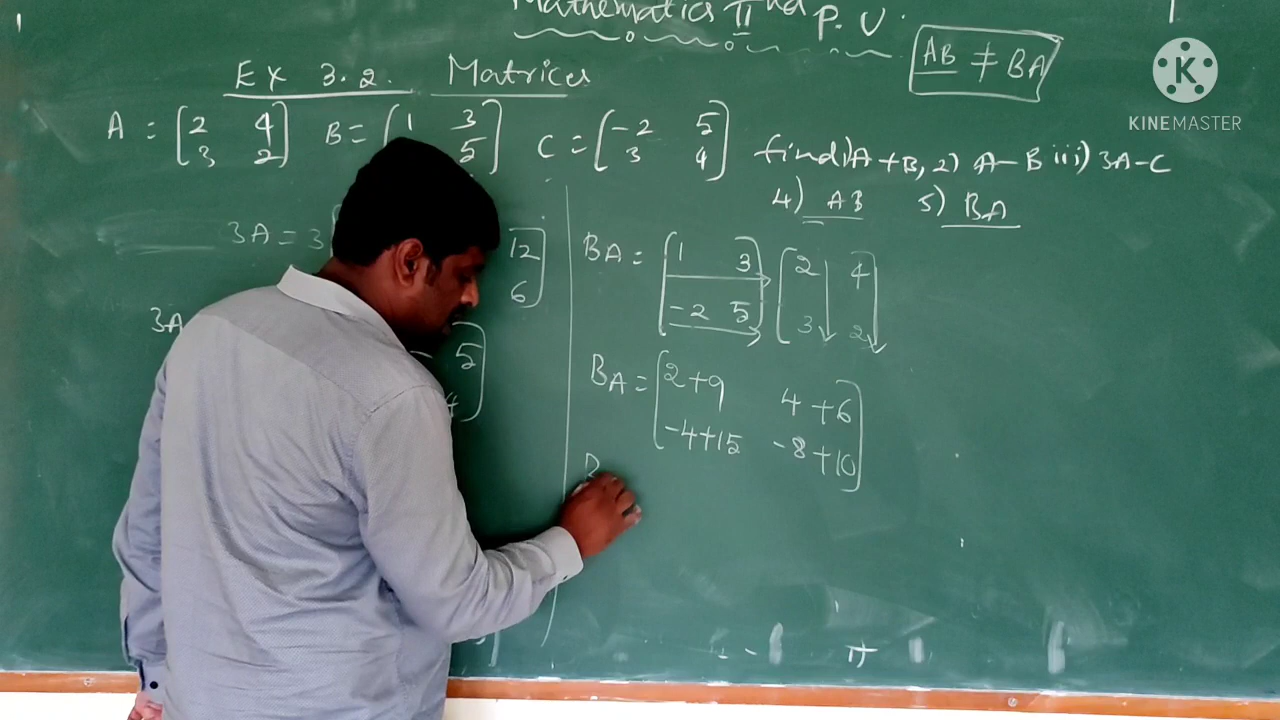 Mathematics IInd P.U.
AB ≠ BA
KINEMASTER
Ex 3.2. Matrices
A = [2 4 B = [1 3 C = [-2 5 find i) A+B, 2) A-B iii) 3A-C
3 2] 5] 3 4]
4) AB 5) BA
3A = 3 12
6]
3A
- 5
4]
BA = [1 3 [2 4
-2 5] 3 2
BA = [2+9 4+6
-4+15 -8+10]